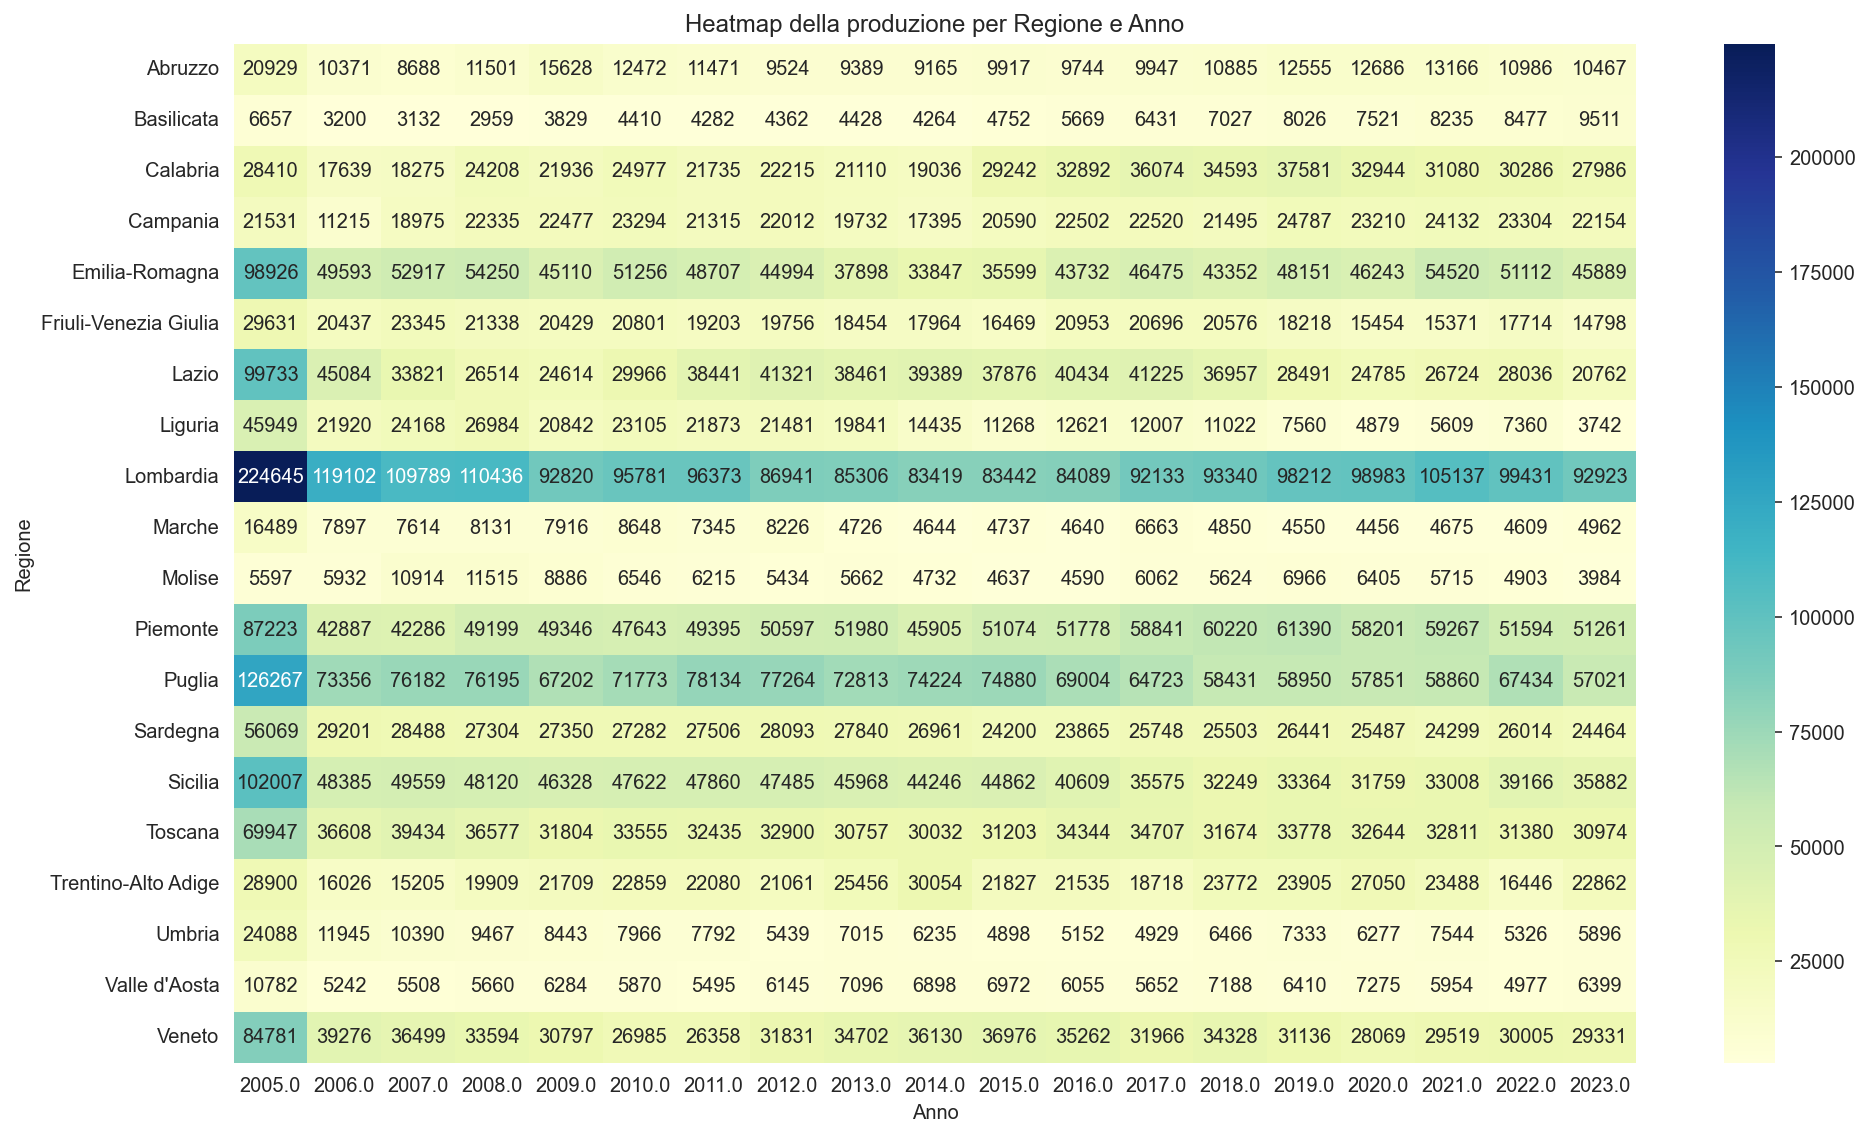 Heatmap della produzione per Regione e Anno
Regione
Abruzzo 20929 10371 8688 11501 15628 12472 11471 9524 9389 9165 9917 9744 9947 10885 12555 12686 13166 10986 10467
Basilicata 6657 3200 3132 2959 3829 4410 4282 4362 4428 4264 4752 5669 6431 7027 8026 7521 8235 8477 9511
Calabria 28410 17639 18275 24208 21936 24977 21735 22215 21110 19036 29242 32892 36074 34593 37581 32944 31080 30286 27986
Campania 21531 11215 18975 22335 22477 23294 21315 22012 19732 17395 20590 22502 22520 21495 24787 23210 24132 23304 22154
Emilia-Romagna 98926 49593 52917 54250 45110 51256 48707 44994 37898 33847 35599 43732 46475 43352 48151 46243 54520 51112 45889
Friuli-Venezia Giulia 29631 20437 23345 21338 20429 20801 19203 19756 18454 17964 16469 20953 20696 20576 18218 15454 15371 17714 14798
Lazio 99733 45084 33821 26514 24614 29966 38441 41321 38461 39389 37876 40434 41225 36957 28491 24785 26724 28036 20762
Liguria 45949 21920 24168 26984 20842 23105 21873 21481 19841 14435 11268 12621 12007 11022 7560 4879 5609 7360 3742
Lombardia 224645 119102 109789 110436 92820 95781 96373 86941 85306 83419 83442 84089 92133 93340 98212 98983 105137 99431 92923
Marche 16489 7897 7614 8131 7916 8648 7345 8226 4726 4644 4737 4640 6663 4850 4550 4456 4675 4609 4962
Molise 5597 5932 10914 11515 8886 6546 6215 5434 5662 4732 4637 4590 6062 5624 6966 6405 5715 4903 3984
Piemonte 87223 42887 42286 49199 49346 47643 49395 50597 51980 45905 51074 51778 58841 60220 61390 58201 59267 51594 51261
Puglia 126267 73356 76182 76195 67202 71773 78134 77264 72813 74224 74880 69004 64723 58431 58950 57851 58860 67434 57021
Sardegna 56069 29201 28488 27304 27350 27282 27506 28093 27840 26961 24200 23865 25748 25503 26441 25487 24299 26014 24464
Sicilia 102007 48385 49559 48120 46328 47622 47860 47485 45968 44246 44862 40609 35575 32249 33364 31759 33008 39166 35882
Toscana 69947 36608 39434 36577 31804 33555 32435 32900 30757 30032 31203 34344 34707 31674 33778 32644 32811 31380 30974
Trentino-Alto Adige 28900 16026 15205 19909 21709 22859 22080 21061 25456 30054 21827 21535 18718 23772 23905 27050 23488 16446 22862
Umbria 24088 11945 10390 9467 8443 7966 7792 5439 7015 6235 4898 5152 4929 6466 7333 6277 7544 5326 5896
Valle d'Aosta 10782 5242 5508 5660 6284 5870 5495 6145 7096 6898 6972 6055 5652 7188 6410 7275 5954 4977 6399
Veneto 84781 39276 36499 33594 30797 26985 26358 31831 34702 36130 36976 35262 31966 34328 31136 28069 29519 30005 29331
2005.0 2006.0 2007.0 2008.0 2009.0 2010.0 2011.0 2012.0 2013.0 2014.0 2015.0 2016.0 2017.0 2018.0 2019.0 2020.0 2021.0 2022.0 2023.0
Anno
200000
175000
150000
125000
100000
75000
50000
25000